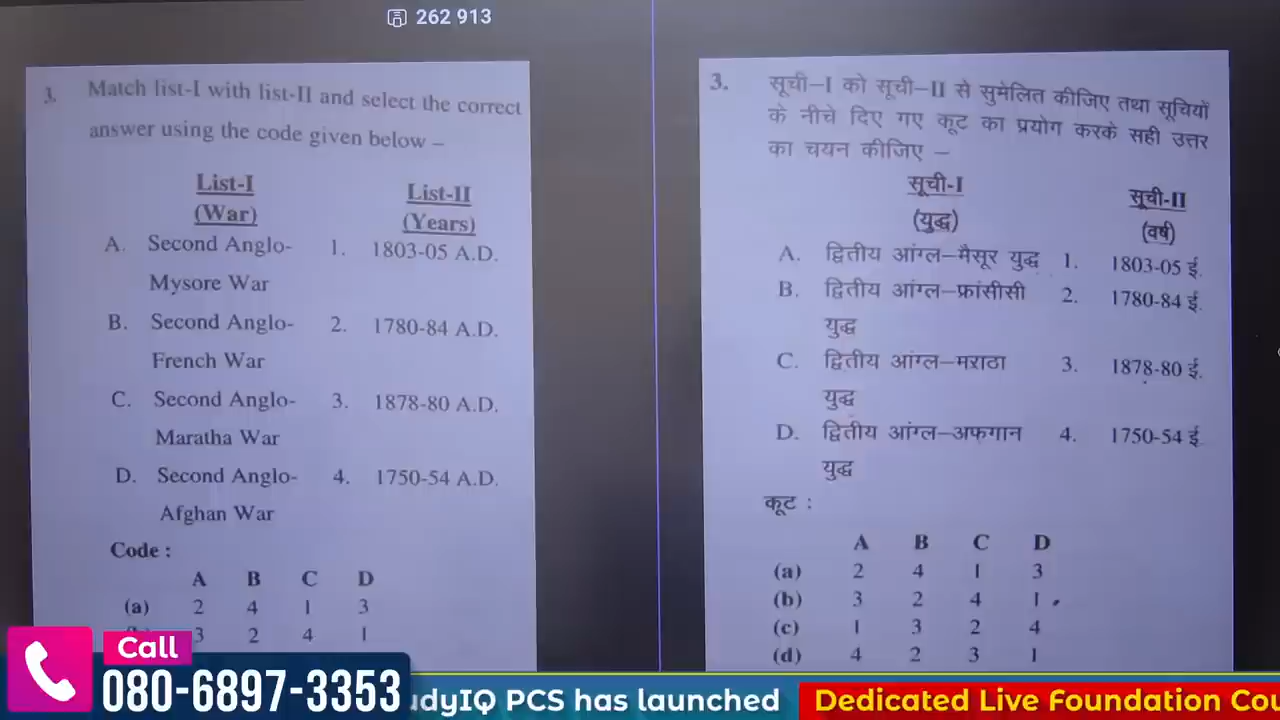 262 913
3. Match list-I with list-II and select the correct
answer using the code given below –
List-I List-II
(War) (Years)
A. Second Anglo- 1. 1803-05 A.D.
Mysore War
B. Second Anglo- 2. 1780-84 A.D.
French War
C. Second Anglo- 3. 1878-80 A.D.
Maratha War
D. Second Anglo- 4. 1750-54 A.D.
Afghan War
Code :
A B C D
(a) 2 4 1 3
3 2 4 1
3. सूची–I को सूची–II से सुमेलित कीजिए तथा सूचियों
के नीचे दिए गए कूट का प्रयोग करके सही उत्तर
का चयन कीजिए –
सूची-I सूची-II
(युद्ध) (वर्ष)
A. द्वितीय आंग्ल–मैसूर युद्ध 1. 1803-05 ई.
B. द्वितीय आंग्ल–फ्रांसीसी 2. 1780-84 ई.
युद्ध
C. द्वितीय आंग्ल–मराठा 3. 1878-80 ई.
युद्ध
D. द्वितीय आंग्ल–अफगान 4. 1750-54 ई.
युद्ध
कूट :
A B C D
(a) 2 4 1 3
(b) 3 2 4 1
(c) 1 3 2 4
(d) 4 2 3 1
Call
080-6897-3353
udyIQ PCS has launched Dedicated Live Foundation Cou